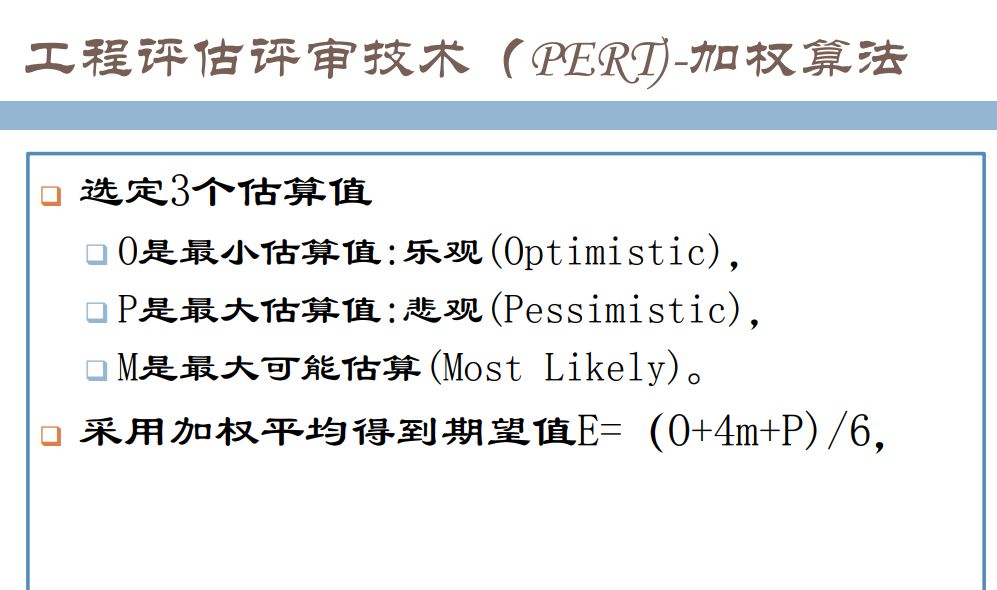 工程评估评审技术（PERT)-加权算法
选定3个估算值
O是最小估算值:乐观(Optimistic),
P是最大估算值:悲观(Pessimistic),
M是最大可能估算(Most Likely)。
采用加权平均得到期望值E= (O+4m+P)/6,